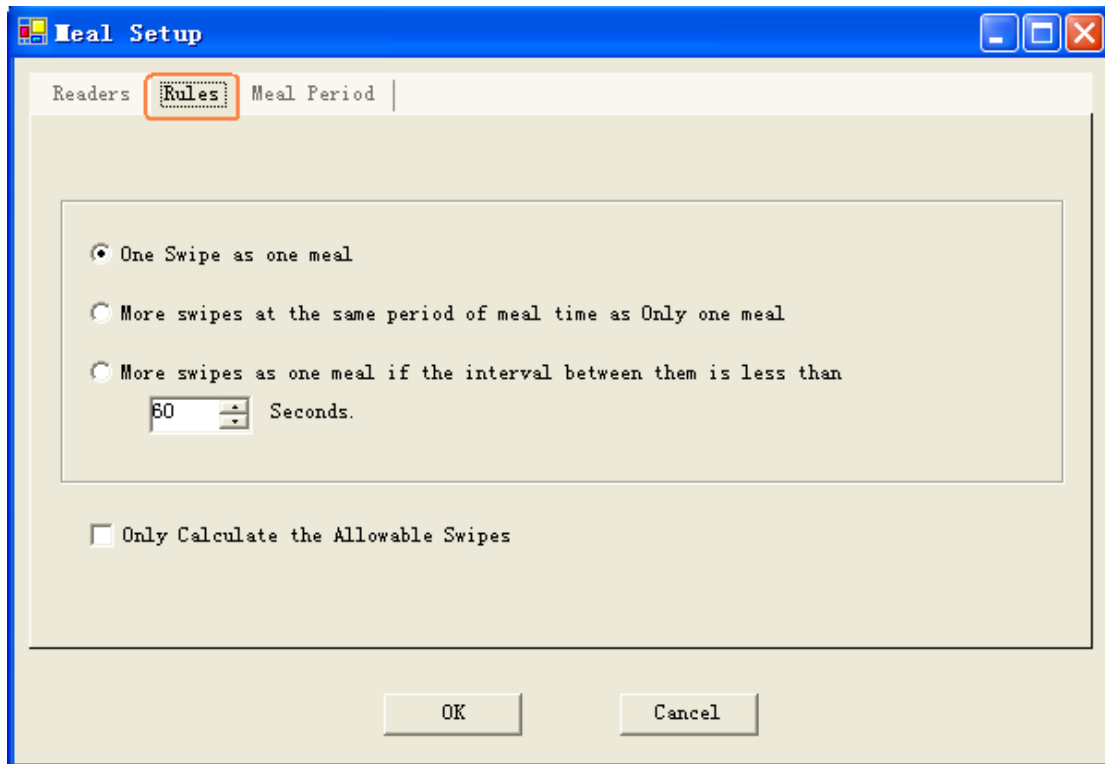 Meal Setup
Readers Rules Meal Period
One Swipe as one meal
More swipes at the same period of meal time as Only one meal
More swipes as one meal if the interval between them is less than
60 Seconds.
Only Calculate the Allowable Swipes
OK Cancel